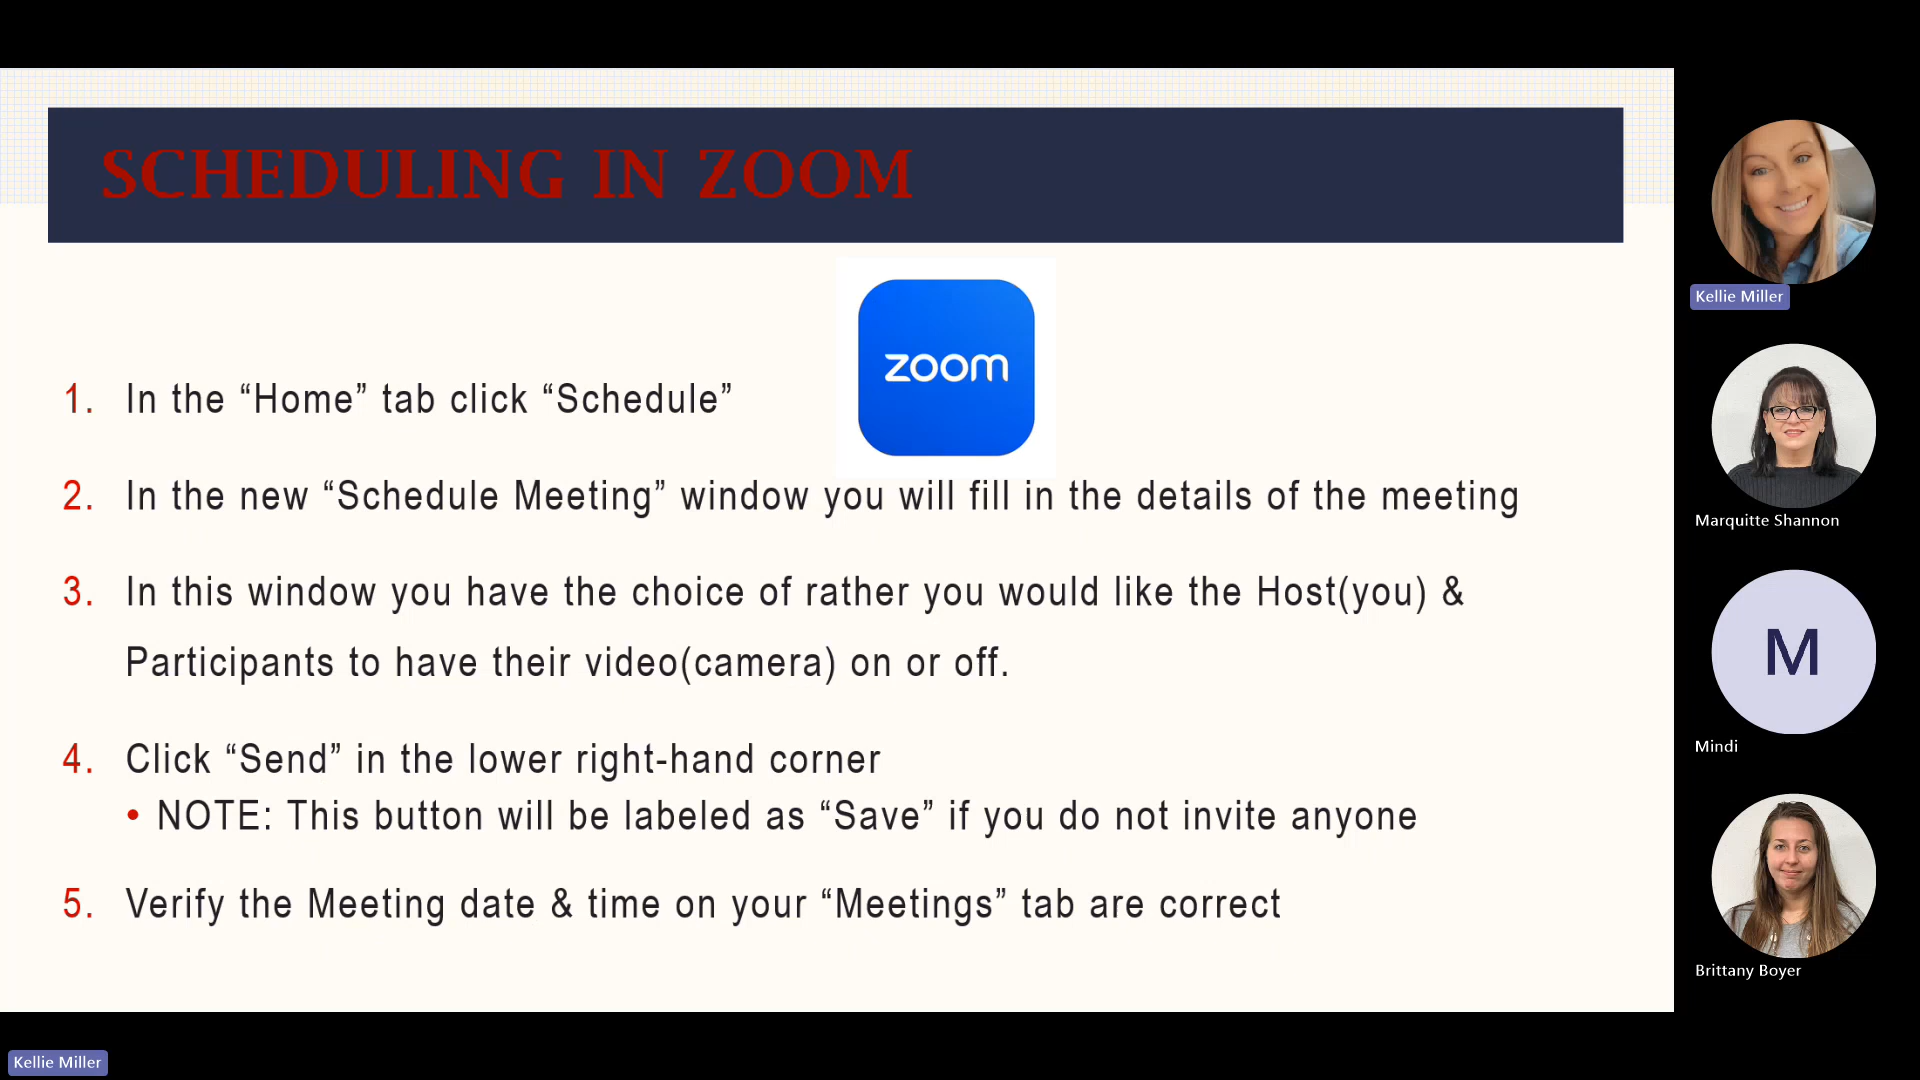 SCHEDULING IN ZOOM
zoom
1. In the “Home” tab click “Schedule”
2. In the new “Schedule Meeting” window you will fill in the details of the meeting
3. In this window you have the choice of rather you would like the Host(you) &
Participants to have their video(camera) on or off.
4. Click “Send” in the lower right-hand corner
• NOTE: This button will be labeled as “Save” if you do not invite anyone
5. Verify the Meeting date & time on your “Meetings” tab are correct
Kellie Miller
Marquitte Shannon
M
Mindi
Brittany Boyer
Kellie Miller